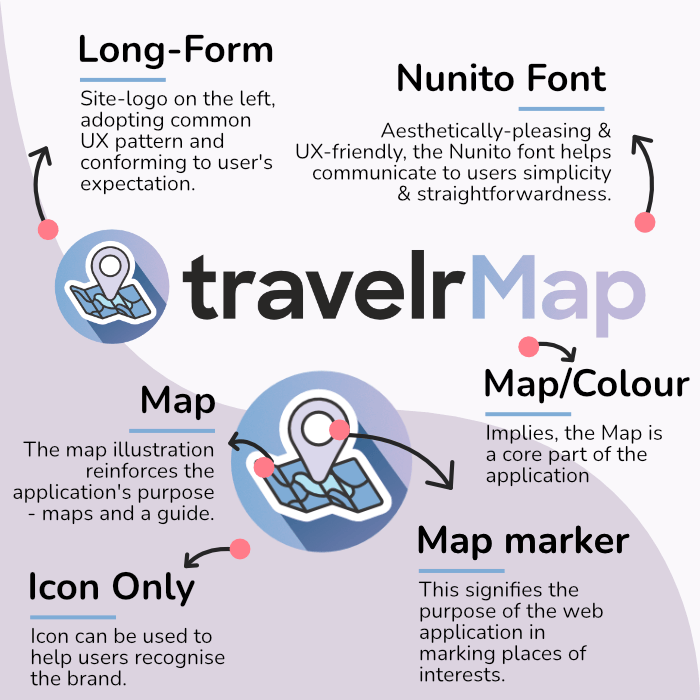 Long-Form
Site-logo on the left,
adopting common
UX pattern and
conforming to user's
expectation.
Nunito Font
Aesthetically-pleasing &
UX-friendly, the Nunito font helps
communicate to users simplicity
& straightforwardness.
travelrMap
Map/Colour
Implies, the Map is
a core part of the
application
Map
The map illustration
reinforces the
application's purpose
- maps and a guide.
Map marker
This signifies the
purpose of the web
application in
marking places of
interests.
Icon Only
Icon can be used to
help users recognise
the brand.